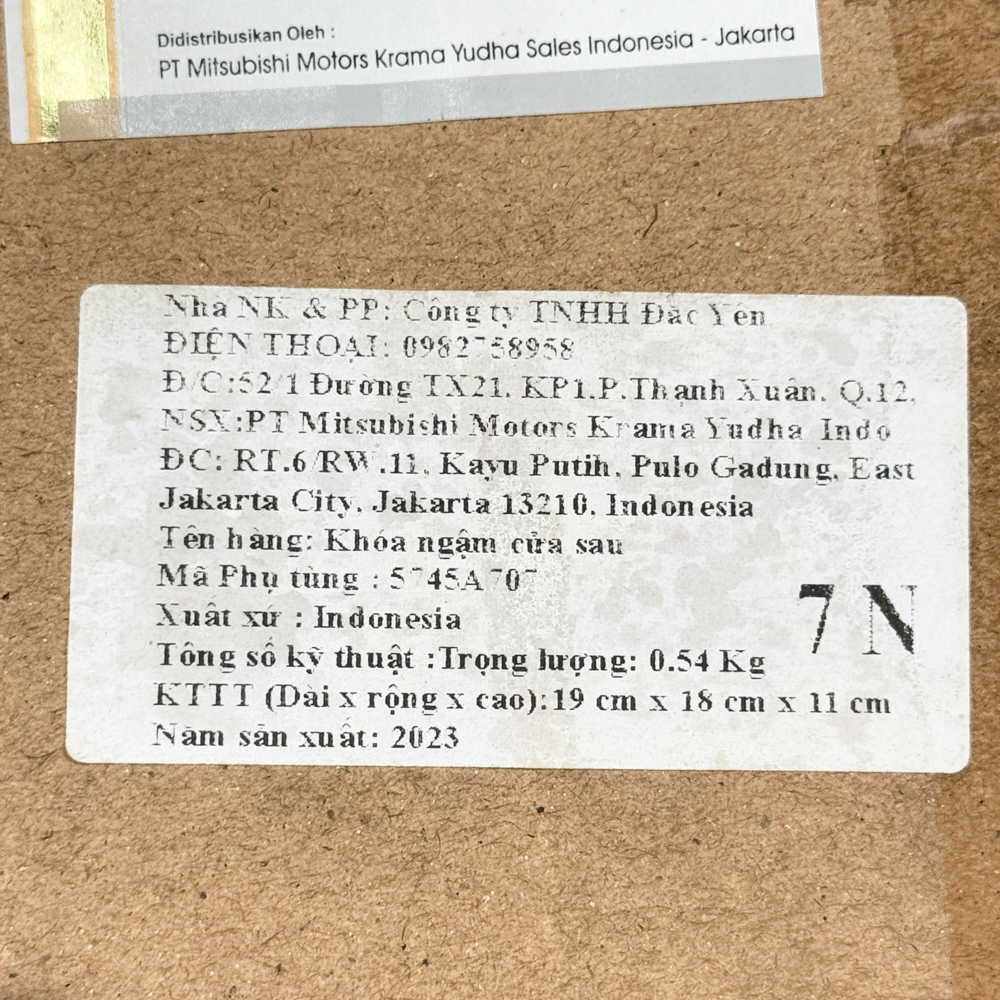 Didistribusikan Oleh :
PT Mitsubishi Motors Krama Yudha Sales Indonesia - Jakarta
Nhà NK & PP: Công ty TNHH Đắc Yên
ĐIỆN THOẠI: 0982758958
Đ/C:52/1 Đường TX21, KP1,P.Thạnh Xuân, Q.12,
NSX:PT Mitsubishi Motors Krama Yudha Indo
ĐC: RT.6/RW.11, Kayu Putih, Pulo Gadung, East
Jakarta City, Jakarta 13210, Indonesia
Tên hàng: Khóa ngậm cửa sau
Mã Phụ tùng : 5745A707
7N
Xuất xứ : Indonesia
Tông số kỹ thuật :Trọng lượng: 0.54 Kg
KTTT (Dài x rộng x cao):19 cm x 18 cm x 11 cm
Năm sản xuất: 2023